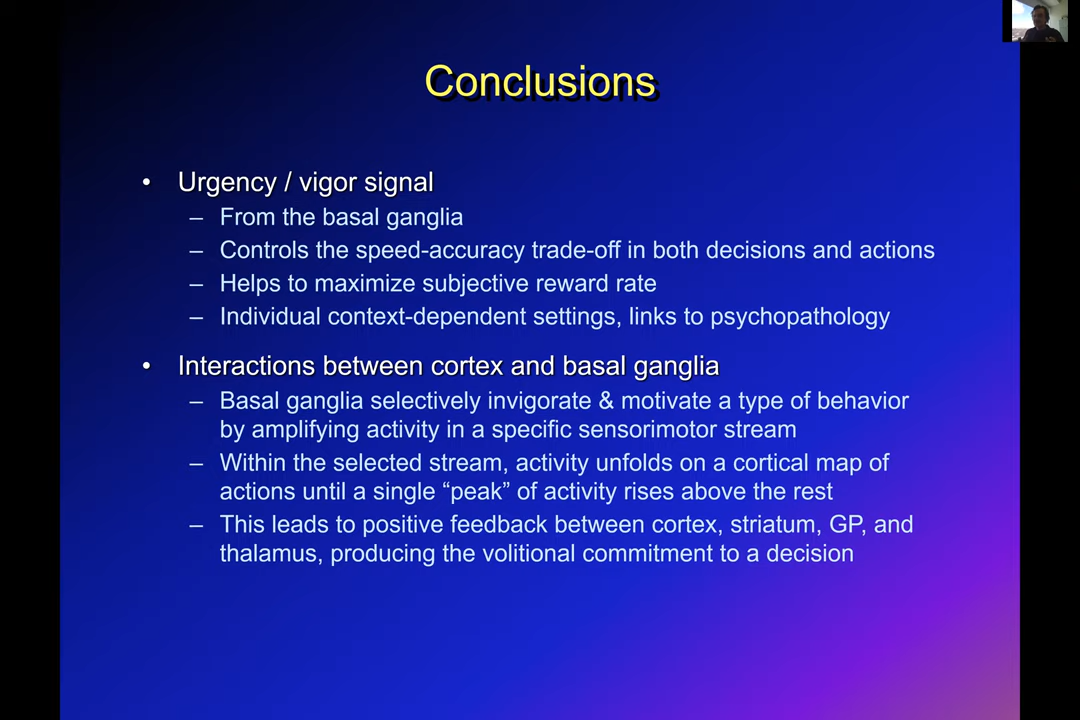 Conclusions
• Urgency / vigor signal
– From the basal ganglia
– Controls the speed-accuracy trade-off in both decisions and actions
– Helps to maximize subjective reward rate
– Individual context-dependent settings, links to psychopathology
• Interactions between cortex and basal ganglia
– Basal ganglia selectively invigorate & motivate a type of behavior
by amplifying activity in a specific sensorimotor stream
– Within the selected stream, activity unfolds on a cortical map of
actions until a single “peak” of activity rises above the rest
– This leads to positive feedback between cortex, striatum, GP, and
thalamus, producing the volitional commitment to a decision